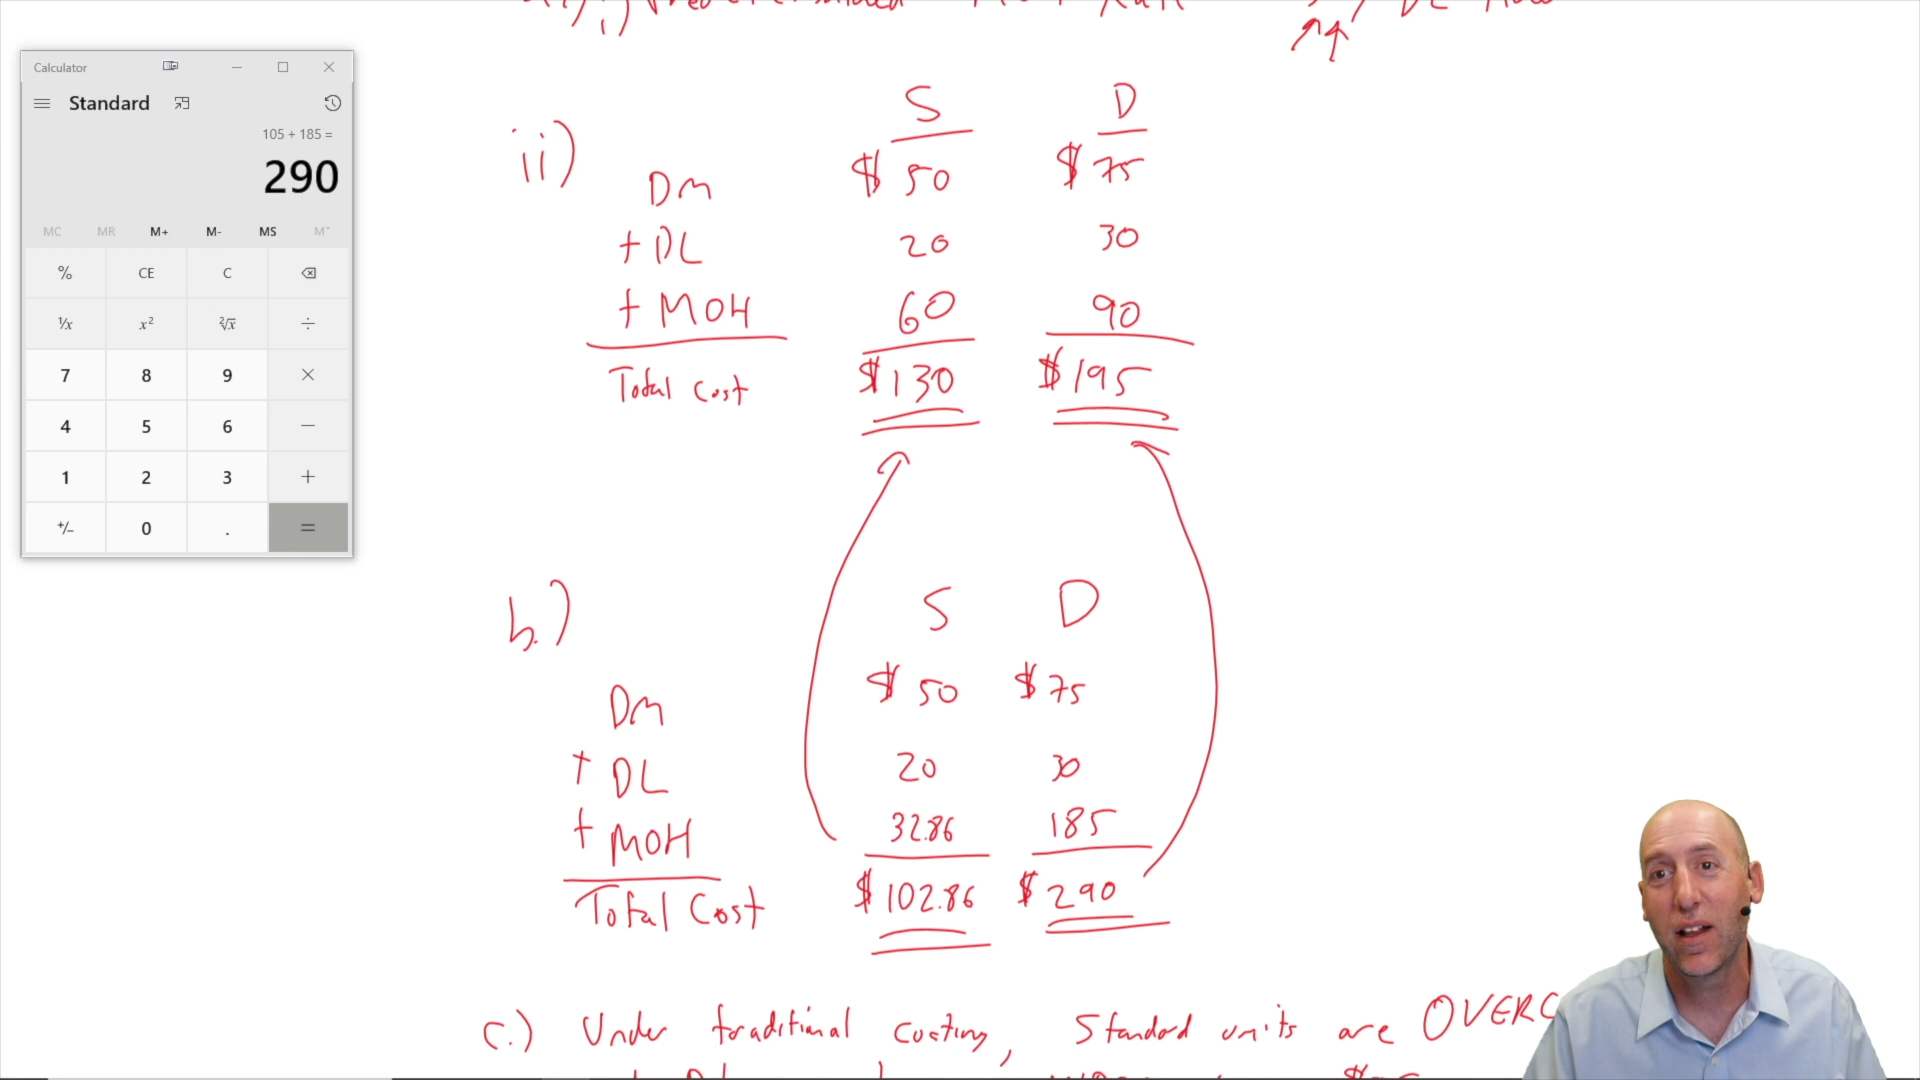 Calculator
Standard
105 + 185 =
290
MC MR M+ M- MS M˅
% CE C
⅟x x² ²√x ÷
7 8 9 ×
4 5 6 −
1 2 3 +
+/− 0 . =
S D
ii)
DM $ 50 $ 75
+ DL 20 30
+ MOH 60 90
Total Cost $ 130 $ 195
b.)
S D
DM $ 50 $ 75
+ DL 20 30
+ MOH 32.86 185
Total Cost $ 102.86 $ 290
c.) Under traditional costing, Standard units are OVERC